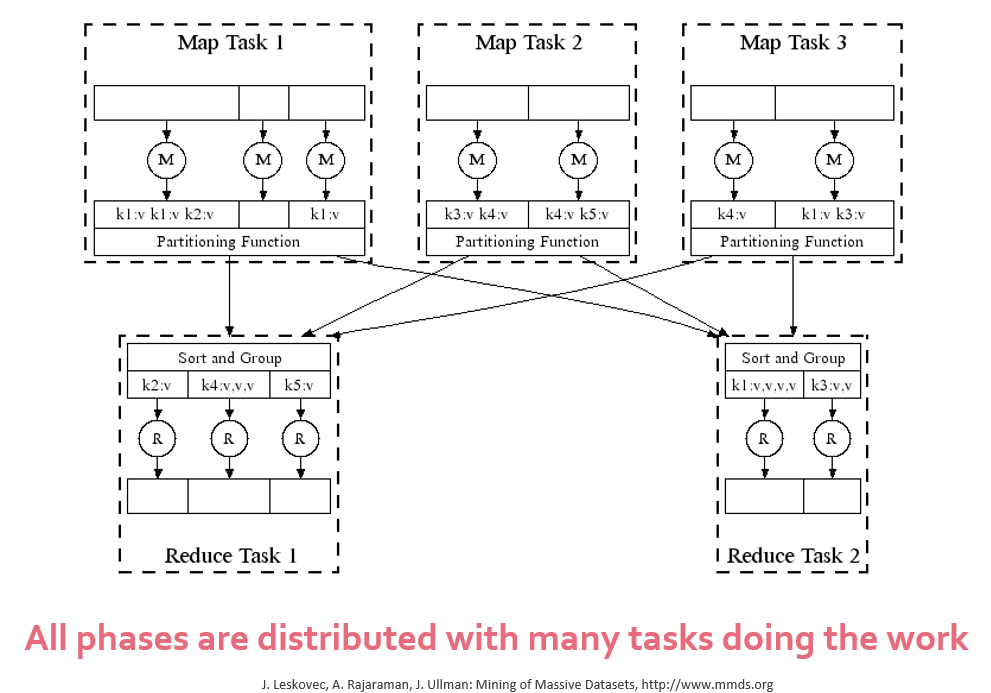 Map Task 1 Map Task 2 Map Task 3
M M M M M M M
k1:v k1:v k2:v k1:v k3:v k4:v k4:v k5:v k4:v k1:v k3:v
Partitioning Function Partitioning Function Partitioning Function
Sort and Group Sort and Group
k2:v k4:v,v,v k5:v k1:v,v,v,v k3:v,v
R R R R R
Reduce Task 1 Reduce Task 2
All phases are distributed with many tasks doing the work
J. Leskovec, A. Rajaraman, J. Ullman: Mining of Massive Datasets, http://www.mmds.org